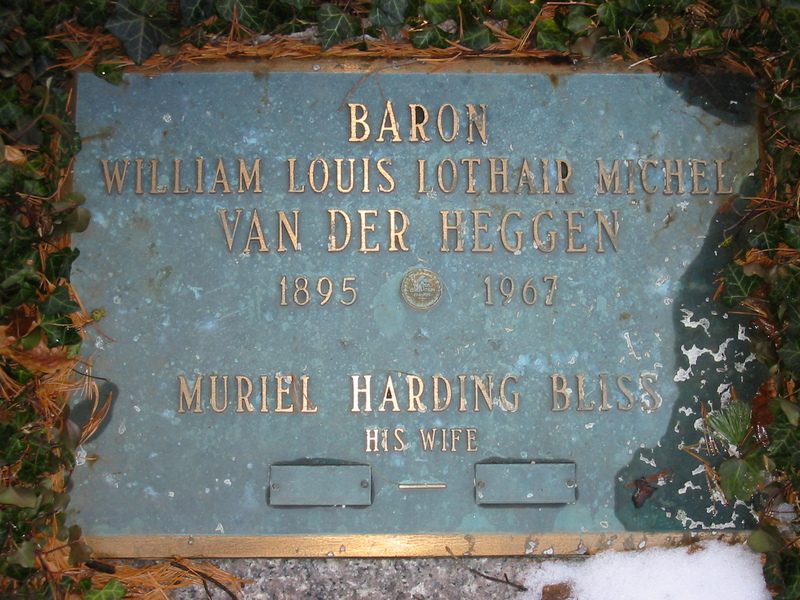 BARON
WILLIAM LOUIS LOTHAIR MICHEL
VAN DER HEGGEN
1895 1967
MURIEL HARDING BLISS
HIS WIFE